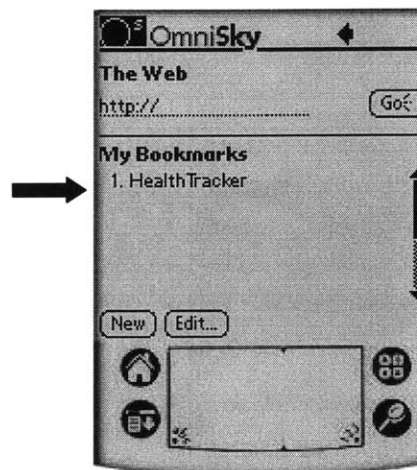 OmniSky
The Web
http://
Go
My Bookmarks
1. HealthTracker
New Edit...